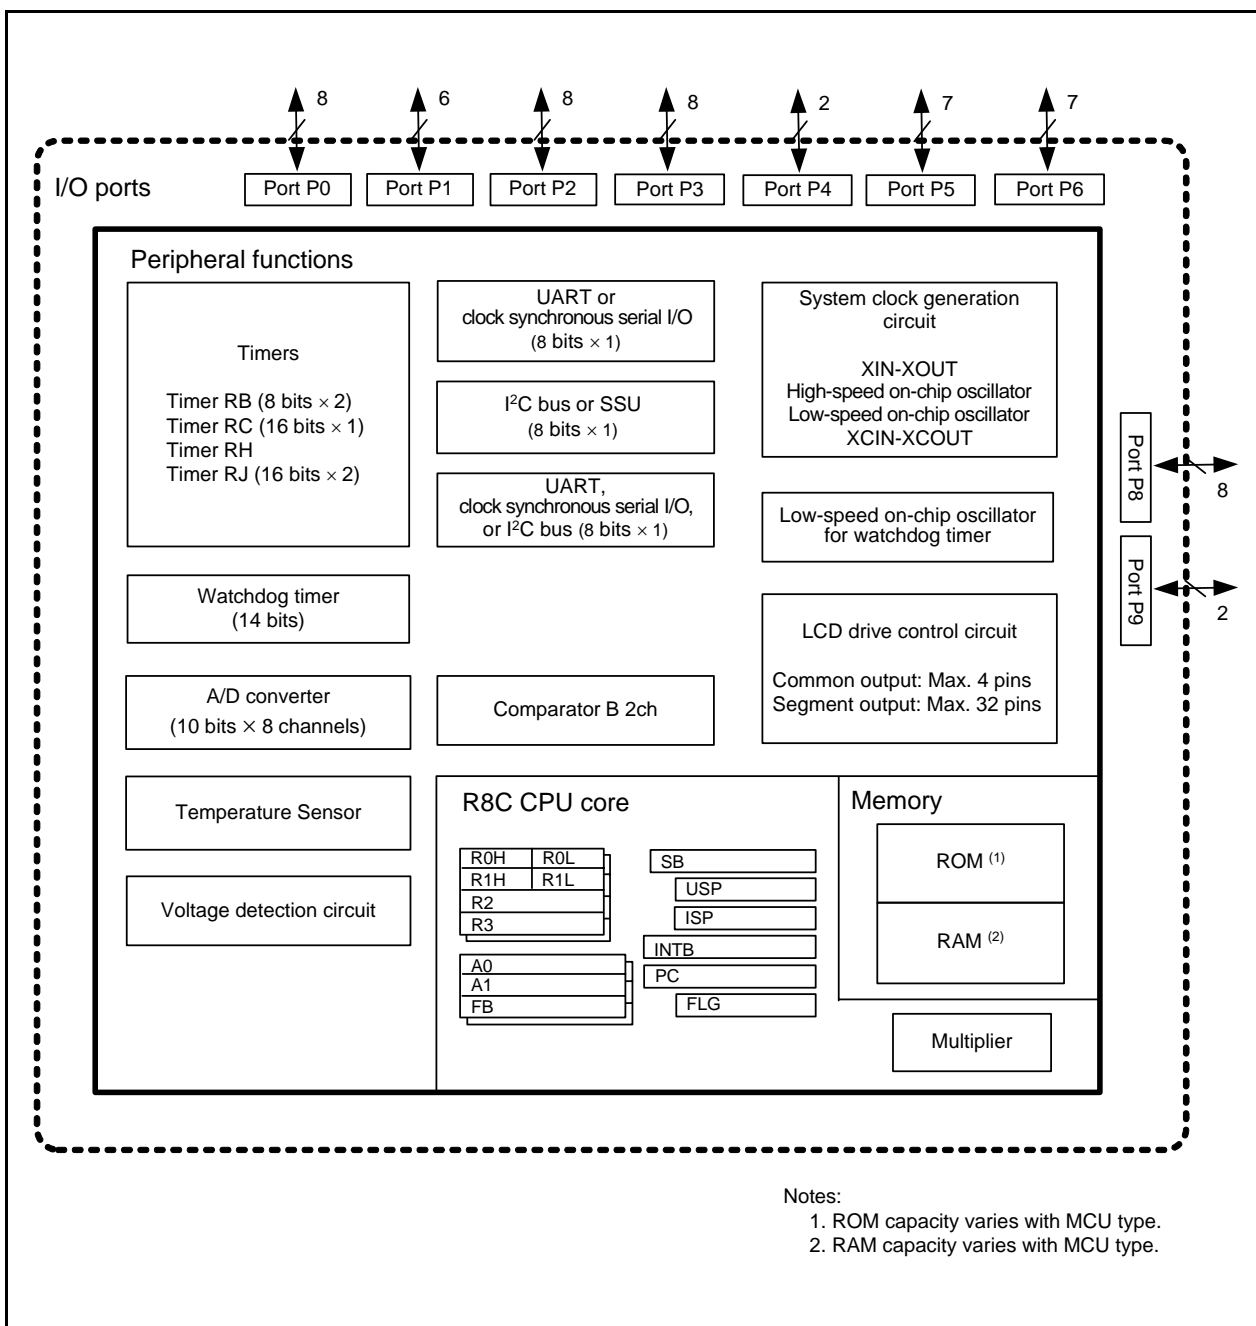 8
6
8
8
2
7
7
I/O ports
Port P0
Port P1
Port P2
Port P3
Port P4
Port P5
Port P6
Peripheral functions
Timers
Timer RB (8 bits × 2)
Timer RC (16 bits × 1)
Timer RH
Timer RJ (16 bits × 2)
UART or
clock synchronous serial I/O
(8 bits × 1)
I²C bus or SSU
(8 bits × 1)
UART,
clock synchronous serial I/O,
or I²C bus (8 bits × 1)
System clock generation
circuit
XIN-XOUT
High-speed on-chip oscillator
Low-speed on-chip oscillator
XCIN-XCOUT
Port P8
8
Low-speed on-chip oscillator
for watchdog timer
Port P9
2
Watchdog timer
(14 bits)
LCD drive control circuit
Common output: Max. 4 pins
Segment output: Max. 32 pins
A/D converter
(10 bits × 8 channels)
Comparator B 2ch
Temperature Sensor
Voltage detection circuit
R8C CPU core
R0H
R0L
R1H
R1L
R2
R3
A0
A1
FB
SB
USP
ISP
INTB
PC
FLG
Memory
ROM (1)
RAM (2)
Multiplier
Notes:
1. ROM capacity varies with MCU type.
2. RAM capacity varies with MCU type.